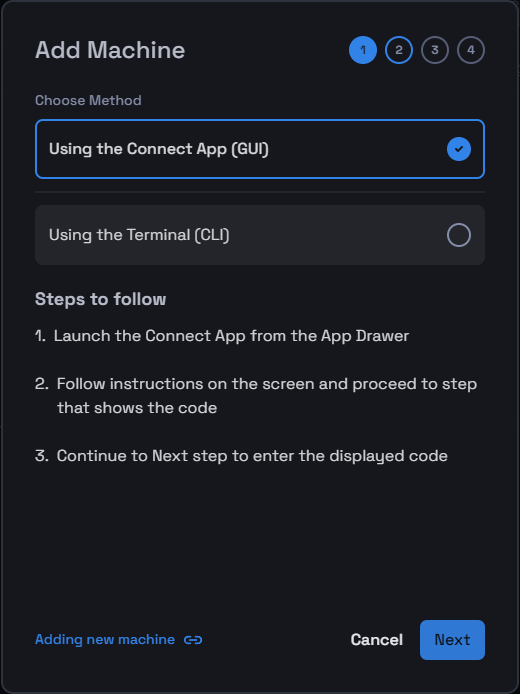 Add Machine
1 2 3 4
Choose Method
Using the Connect App (GUI)
Using the Terminal (CLI)
Steps to follow
1. Launch the Connect App from the App Drawer
2. Follow instructions on the screen and proceed to step
that shows the code
3. Continue to Next step to enter the displayed code
Adding new machine
Cancel
Next